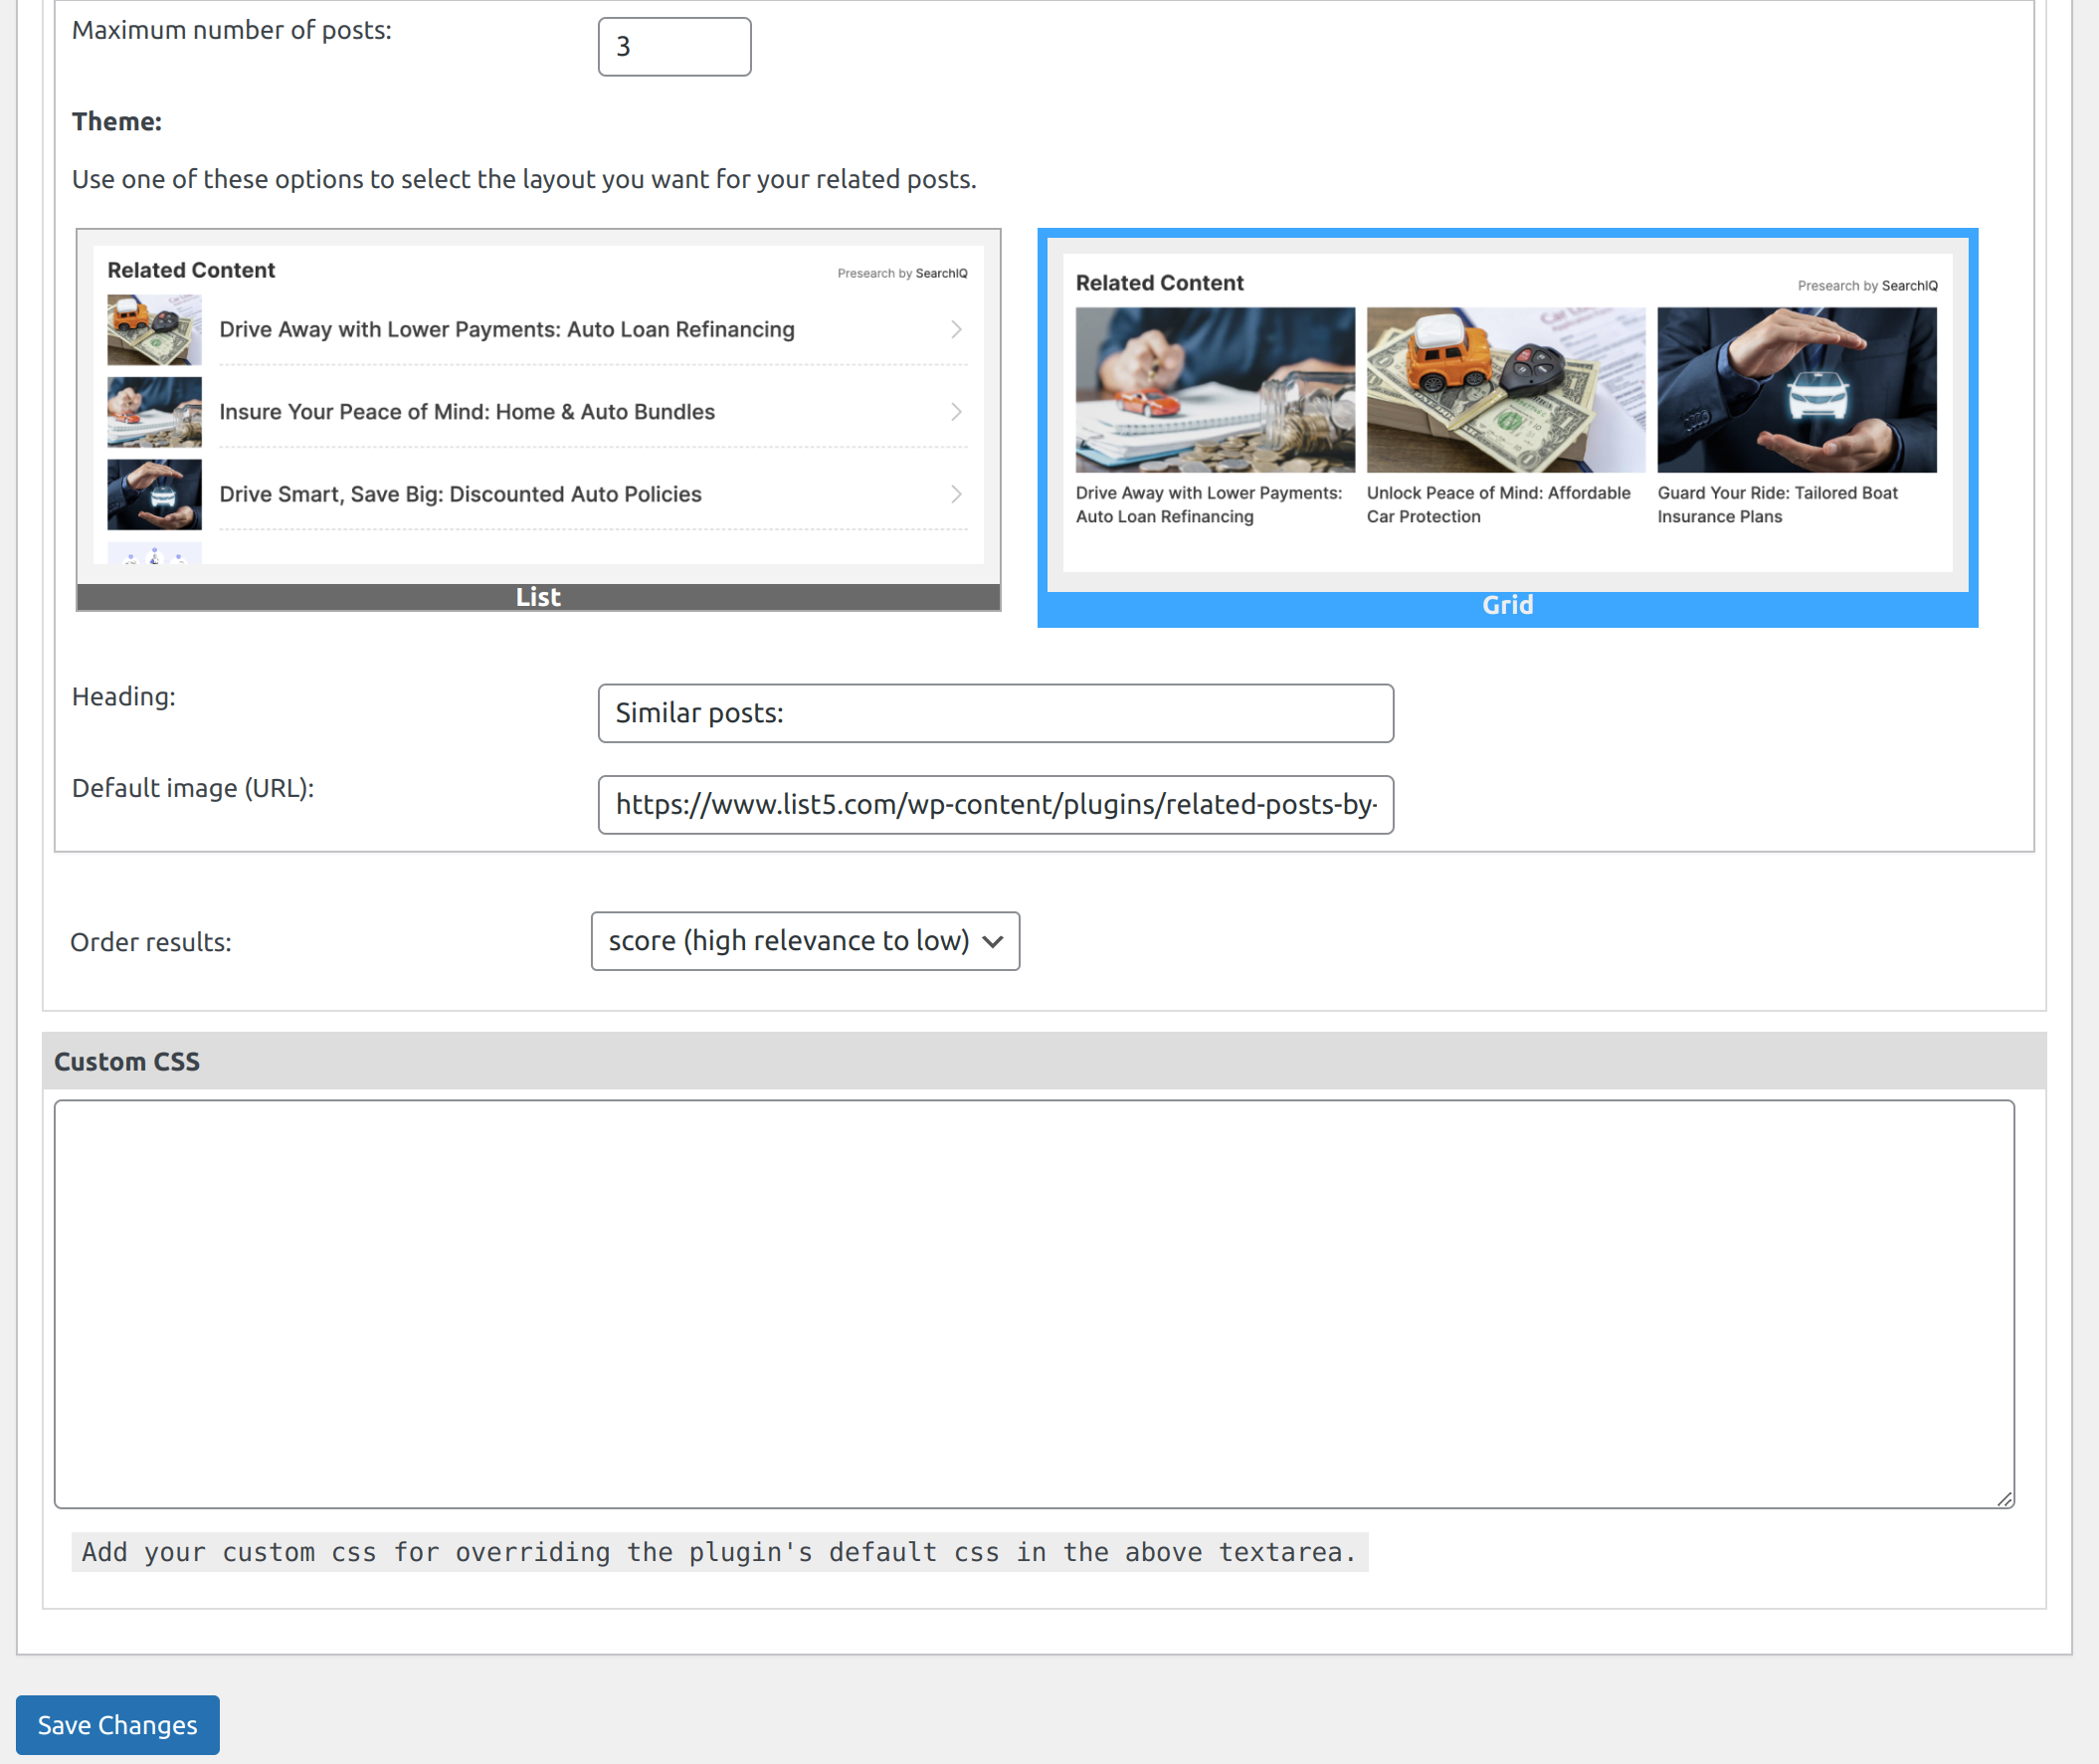 Maximum number of posts:
3
Theme:
Use one of these options to select the layout you want for your related posts.
Related Content
Presearch by SearchIQ
Drive Away with Lower Payments: Auto Loan Refinancing
Insure Your Peace of Mind: Home & Auto Bundles
Drive Smart, Save Big: Discounted Auto Policies
List
Related Content
Presearch by SearchIQ
Drive Away with Lower Payments:
Auto Loan Refinancing
Unlock Peace of Mind: Affordable
Car Protection
Guard Your Ride: Tailored Boat
Insurance Plans
Grid
Heading:
Similar posts:
Default image (URL):
https://www.list5.com/wp-content/plugins/related-posts-by-
Order results:
score (high relevance to low)
Custom CSS
Add your custom css for overriding the plugin's default css in the above textarea.
Save Changes